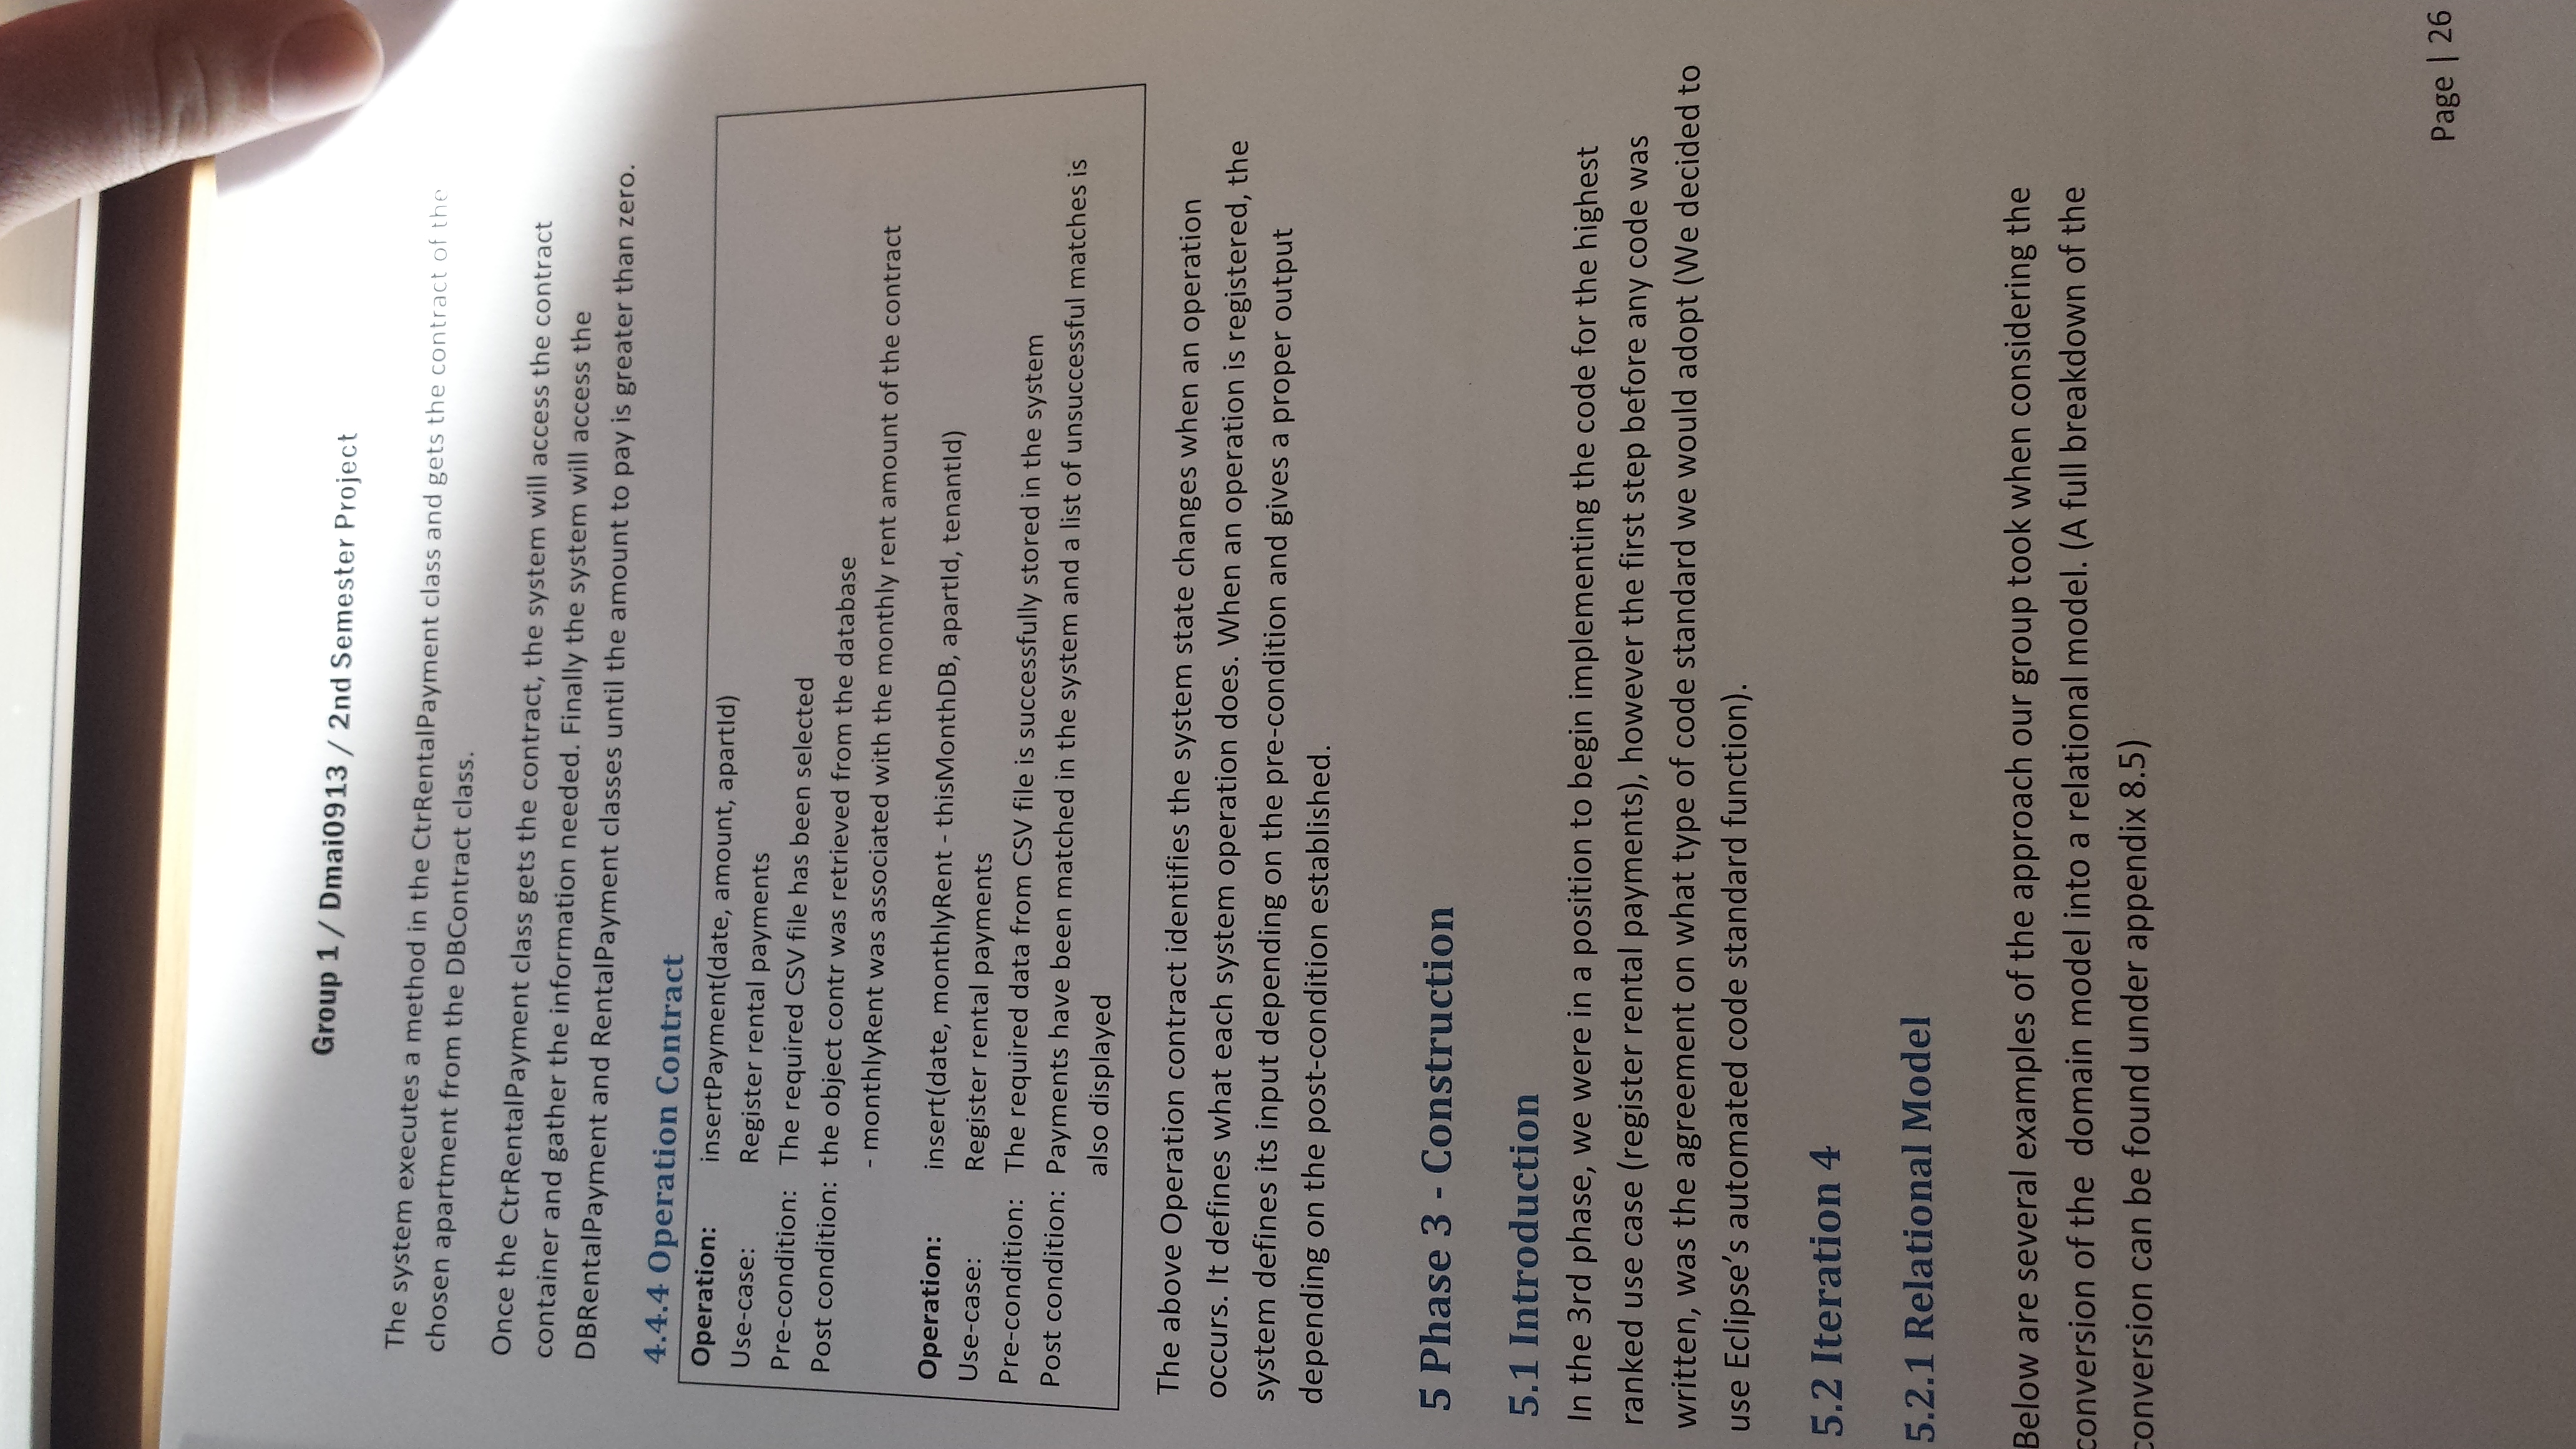 Group 1 / Dmai0913 / 2nd Semester Project
The system executes a method in the CtrRentalPayment class and gets the contract of the
chosen apartment from the DBContract class.
Once the CtrRentalPayment class gets the contract, the system will access the contract
container and gather the information needed. Finally the system will access the
DBRentalPayment and RentalPayment classes until the amount to pay is greater than zero.
4.4.4 Operation Contract
Operation: insertPayment(date, amount, apartId)
Use-case: Register rental payments
Pre-condition: The required CSV file has been selected
Post condition: the object contr was retrieved from the database
- monthlyRent was associated with the monthly rent amount of the contract
Operation: insert(date, monthlyRent - thisMonthDB, apartId, tenantId)
Use-case: Register rental payments
Pre-condition: The required data from CSV file is successfully stored in the system
Post condition: Payments have been matched in the system and a list of unsuccessful matches is
also displayed
The above Operation contract identifies the system state changes when an operation
occurs. It defines what each system operation does. When an operation is registered, the
system defines its input depending on the pre-condition and gives a proper output
depending on the post-condition established.
5 Phase 3 - Construction
5.1 Introduction
In the 3rd phase, we were in a position to begin implementing the code for the highest
ranked use case (register rental payments), however the first step before any code was
written, was the agreement on what type of code standard we would adopt (We decided to
use Eclipse’s automated code standard function).
5.2 Iteration 4
5.2.1 Relational Model
Below are several examples of the approach our group took when considering the
conversion of the domain model into a relational model. (A full breakdown of the
conversion can be found under appendix 8.5)
Page | 26